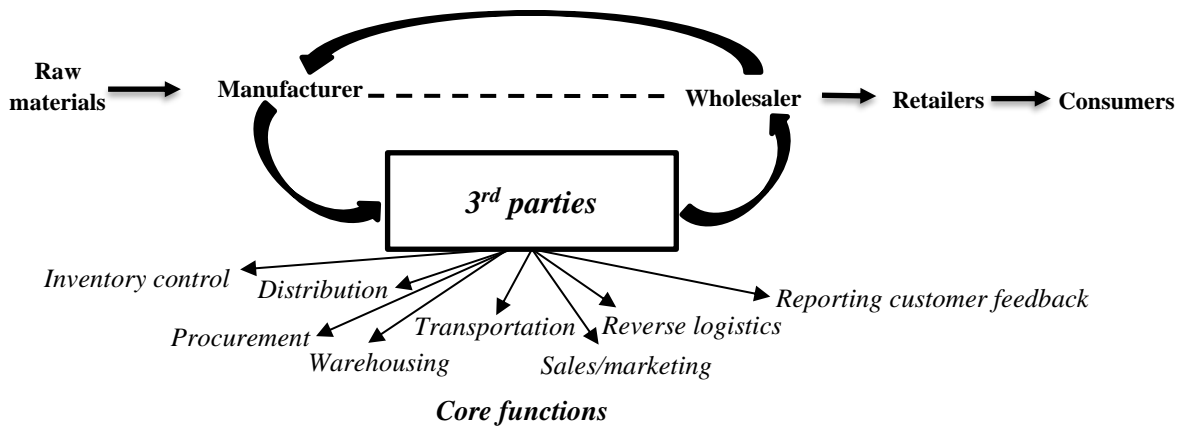 Raw
materials
Manufacturer
Wholesaler
Retailers
Consumers
3rd parties
Inventory control
Distribution
Reporting customer feedback
Procurement
Transportation
Reverse logistics
Warehousing
Sales/marketing
Core functions